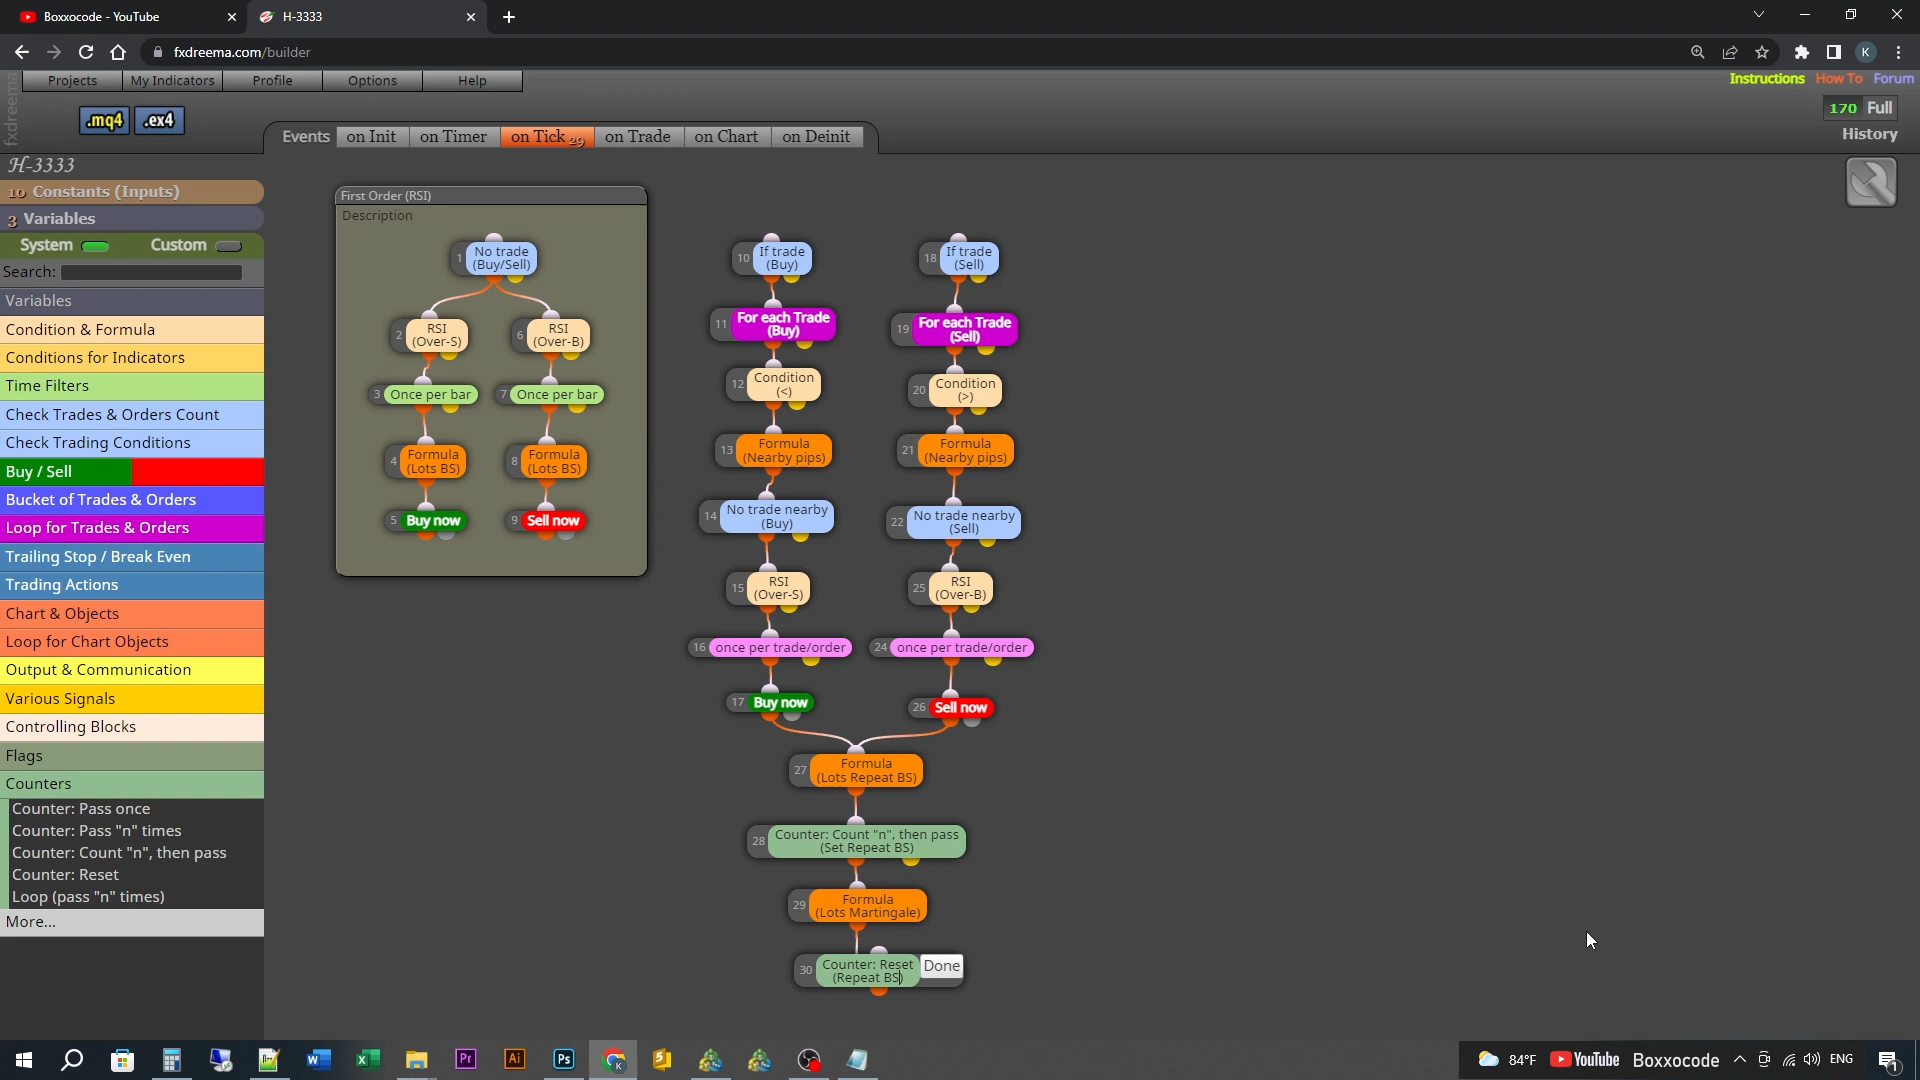 Boxxocode - YouTube
H-3333
fxdreema.com/builder
K
Projects
My Indicators
Profile
Options
Help
Instructions
How To
Forum
fxdreema
.mq4
.ex4
170 Full
History
Events
on Init
on Timer
on Tick 29
on Trade
on Chart
on Deinit
H-3333
10 Constants (Inputs)
3 Variables
System
Custom
Search:
Variables
Condition & Formula
Conditions for Indicators
Time Filters
Check Trades & Orders Count
Check Trading Conditions
Buy / Sell
Bucket of Trades & Orders
Loop for Trades & Orders
Trailing Stop / Break Even
Trading Actions
Chart & Objects
Loop for Chart Objects
Output & Communication
Various Signals
Controlling Blocks
Flags
Counters
Counter: Pass once
Counter: Pass "n" times
Counter: Count "n", then pass
Counter: Reset
Loop (pass "n" times)
More...
First Order (RSI)
Description
1 No trade
(Buy/Sell)
2 RSI
(Over-S)
6 RSI
(Over-B)
3 Once per bar
7 Once per bar
4 Formula
(Lots BS)
8 Formula
(Lots BS)
5 Buy now
9 Sell now
10 If trade
(Buy)
18 If trade
(Sell)
11 For each Trade
(Buy)
19 For each Trade
(Sell)
12 Condition
(<)
20 Condition
(>)
13 Formula
(Nearby pips)
21 Formula
(Nearby pips)
14 No trade nearby
(Buy)
22 No trade nearby
(Sell)
15 RSI
(Over-S)
25 RSI
(Over-B)
16 once per trade/order
24 once per trade/order
17 Buy now
26 Sell now
27 Formula
(Lots Repeat BS)
28 Counter: Count "n", then pass
(Set Repeat BS)
29 Formula
(Lots Martingale)
30 Counter: Reset
(Repeat BS)
Done
W
X
Pr
Ai
Ps
K
5
84°F
YouTube
Boxxocode
ENG
1